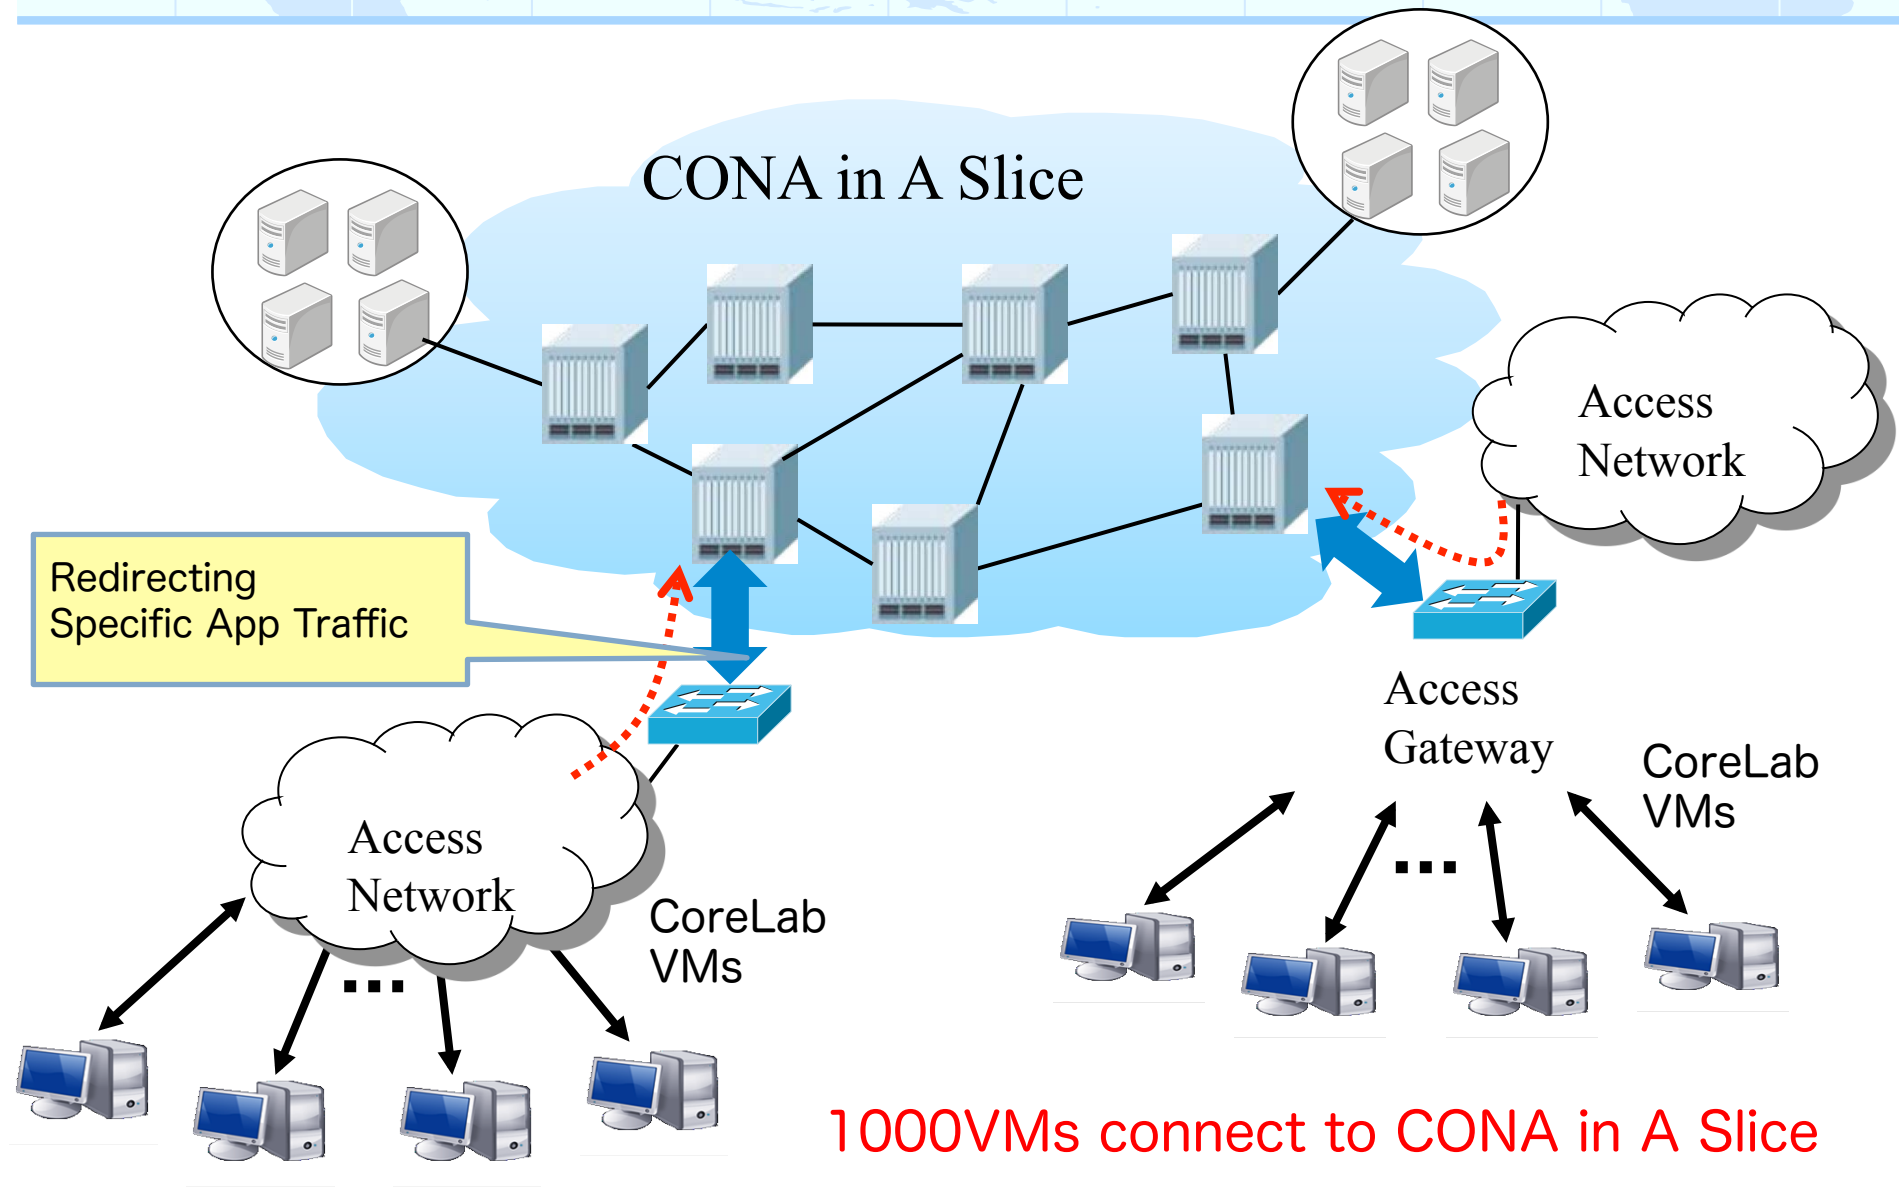 CONA in A Slice
Access
Network
Redirecting
Specific App Traffic
Access
Gateway
CoreLab
VMs
Access
Network
CoreLab
VMs
...
...
1000VMs connect to CONA in A Slice